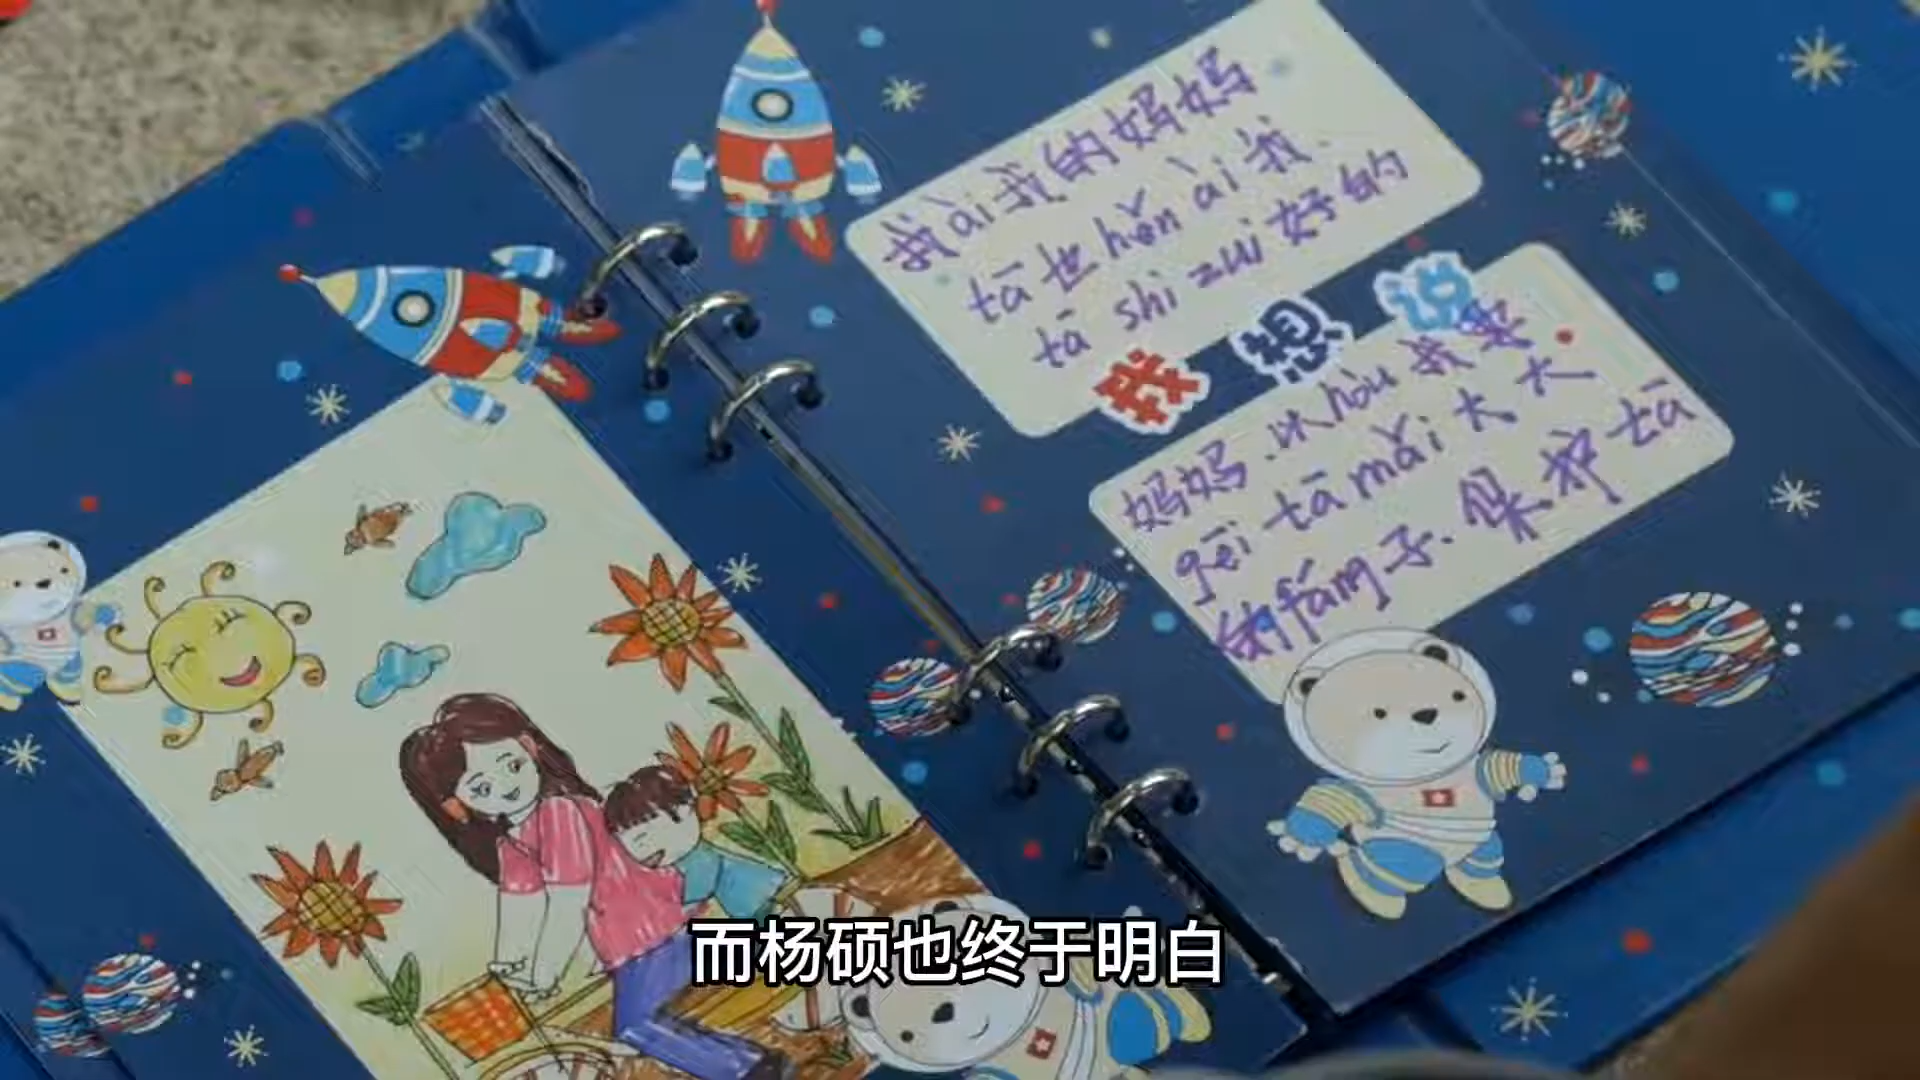 我ài我的妈妈
tā也hěn ài我.
tā shì zuì好的
我想说
妈妈.以hòu我要
gěi tā mǎi大大
的fáng子.保护tā
而杨硕也终于明白